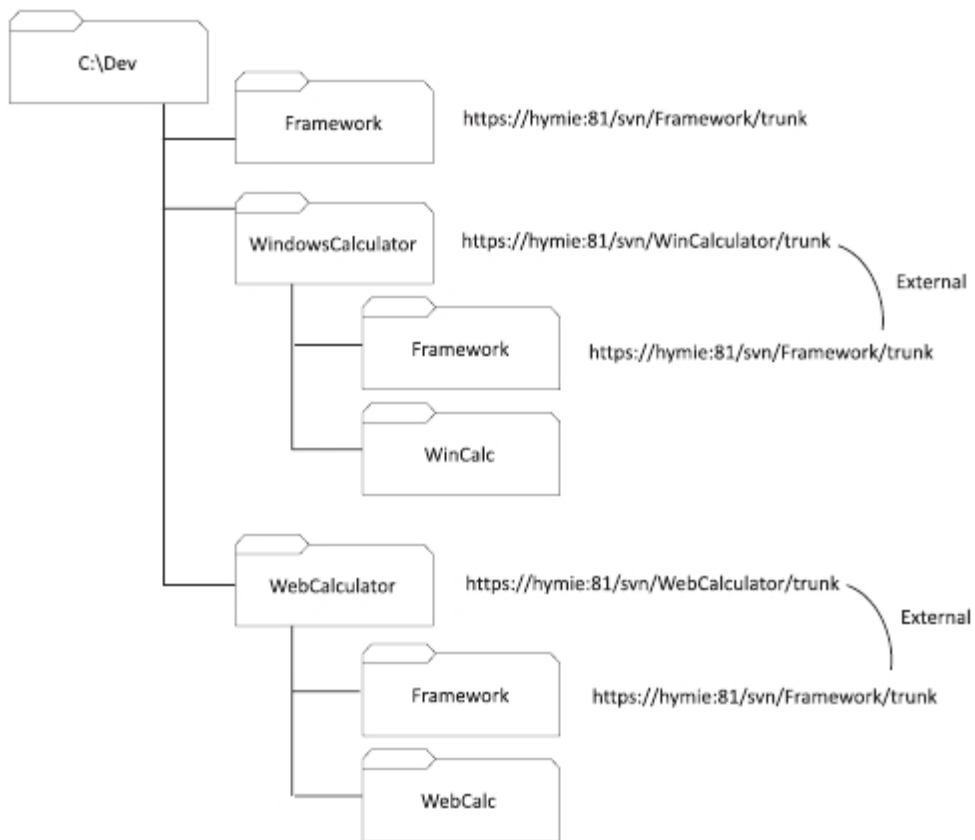 C:\Dev
Framework https://hymie:81/svn/Framework/trunk
WindowsCalculator https://hymie:81/svn/WinCalculator/trunk
External
Framework https://hymie:81/svn/Framework/trunk
WinCalc
WebCalculator https://hymie:81/svn/WebCalculator/trunk
External
Framework https://hymie:81/svn/Framework/trunk
WebCalc